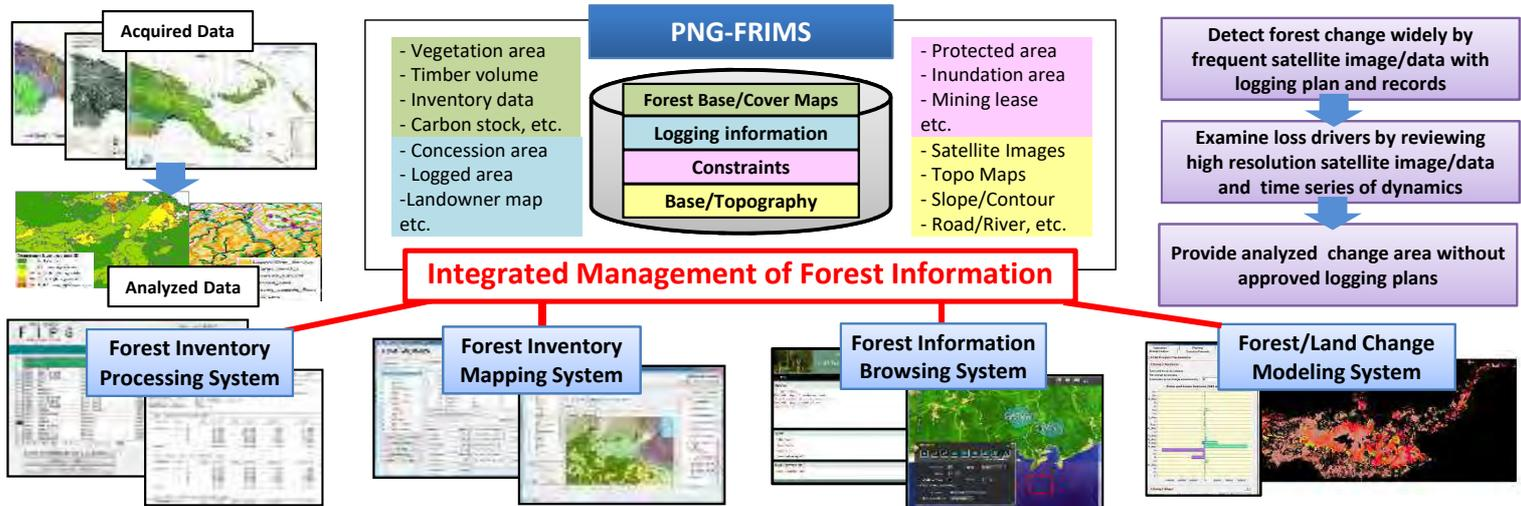 Acquired Data
Analyzed Data
PNG-FRIMS
- Vegetation area
- Timber volume
- Inventory data
- Carbon stock, etc.
- Concession area
- Logged area
-Landowner map
etc.
Forest Base/Cover Maps
Logging information
Constraints
Base/Topography
- Protected area
- Inundation area
- Mining lease
etc.
- Satellite Images
- Topo Maps
- Slope/Contour
- Road/River, etc.
Detect forest change widely by
frequent satellite image/data with
logging plan and records
Examine loss drivers by reviewing
high resolution satellite image/data
and time series of dynamics
Provide analyzed change area without
approved logging plans
Integrated Management of Forest Information
F I P S
Forest Inventory
Processing System
Forest Inventory
Mapping System
Forest Information
Browsing System
Forest/Land Change
Modeling System